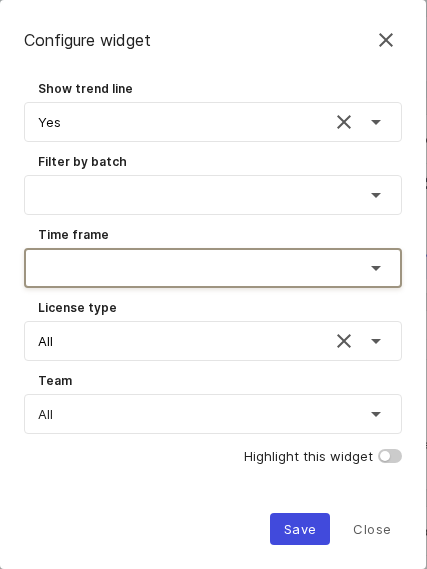 Configure widget
Show trend line
Yes
Filter by batch
Time frame
License type
All
Team
All
Highlight this widget
Save Close